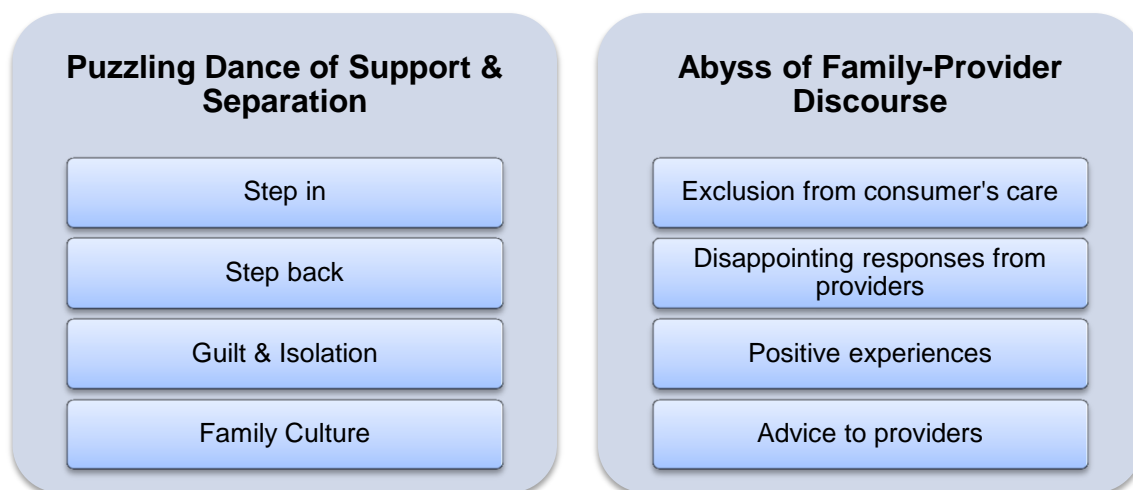 Puzzling Dance of Support &
Separation
Step in
Step back
Guilt & Isolation
Family Culture
Abyss of Family-Provider
Discourse
Exclusion from consumer's care
Disappointing responses from
providers
Positive experiences
Advice to providers